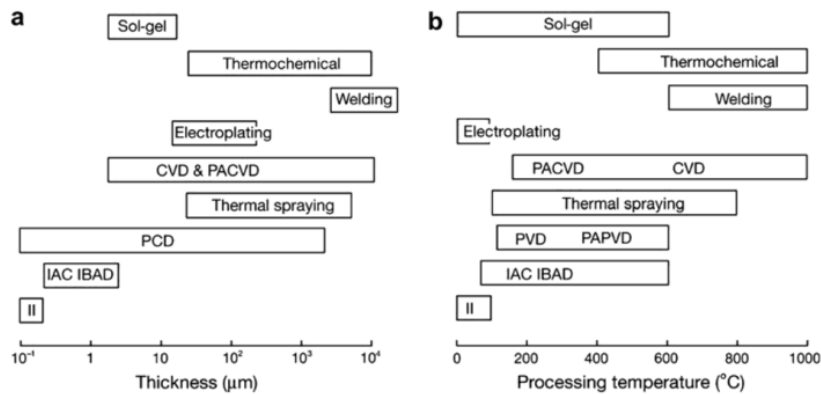 a
Sol-gel
Thermochemical
Welding
Electroplating
CVD & PACVD
Thermal spraying
PCD
IAC IBAD
II
10⁻¹ 1 10 10² 10³ 10⁴
Thickness (μm)
b
Sol-gel
Thermochemical
Welding
Electroplating
PACVD CVD
Thermal spraying
PVD PAPVD
IAC IBAD
II
0 200 400 600 800 1000
Processing temperature (°C)